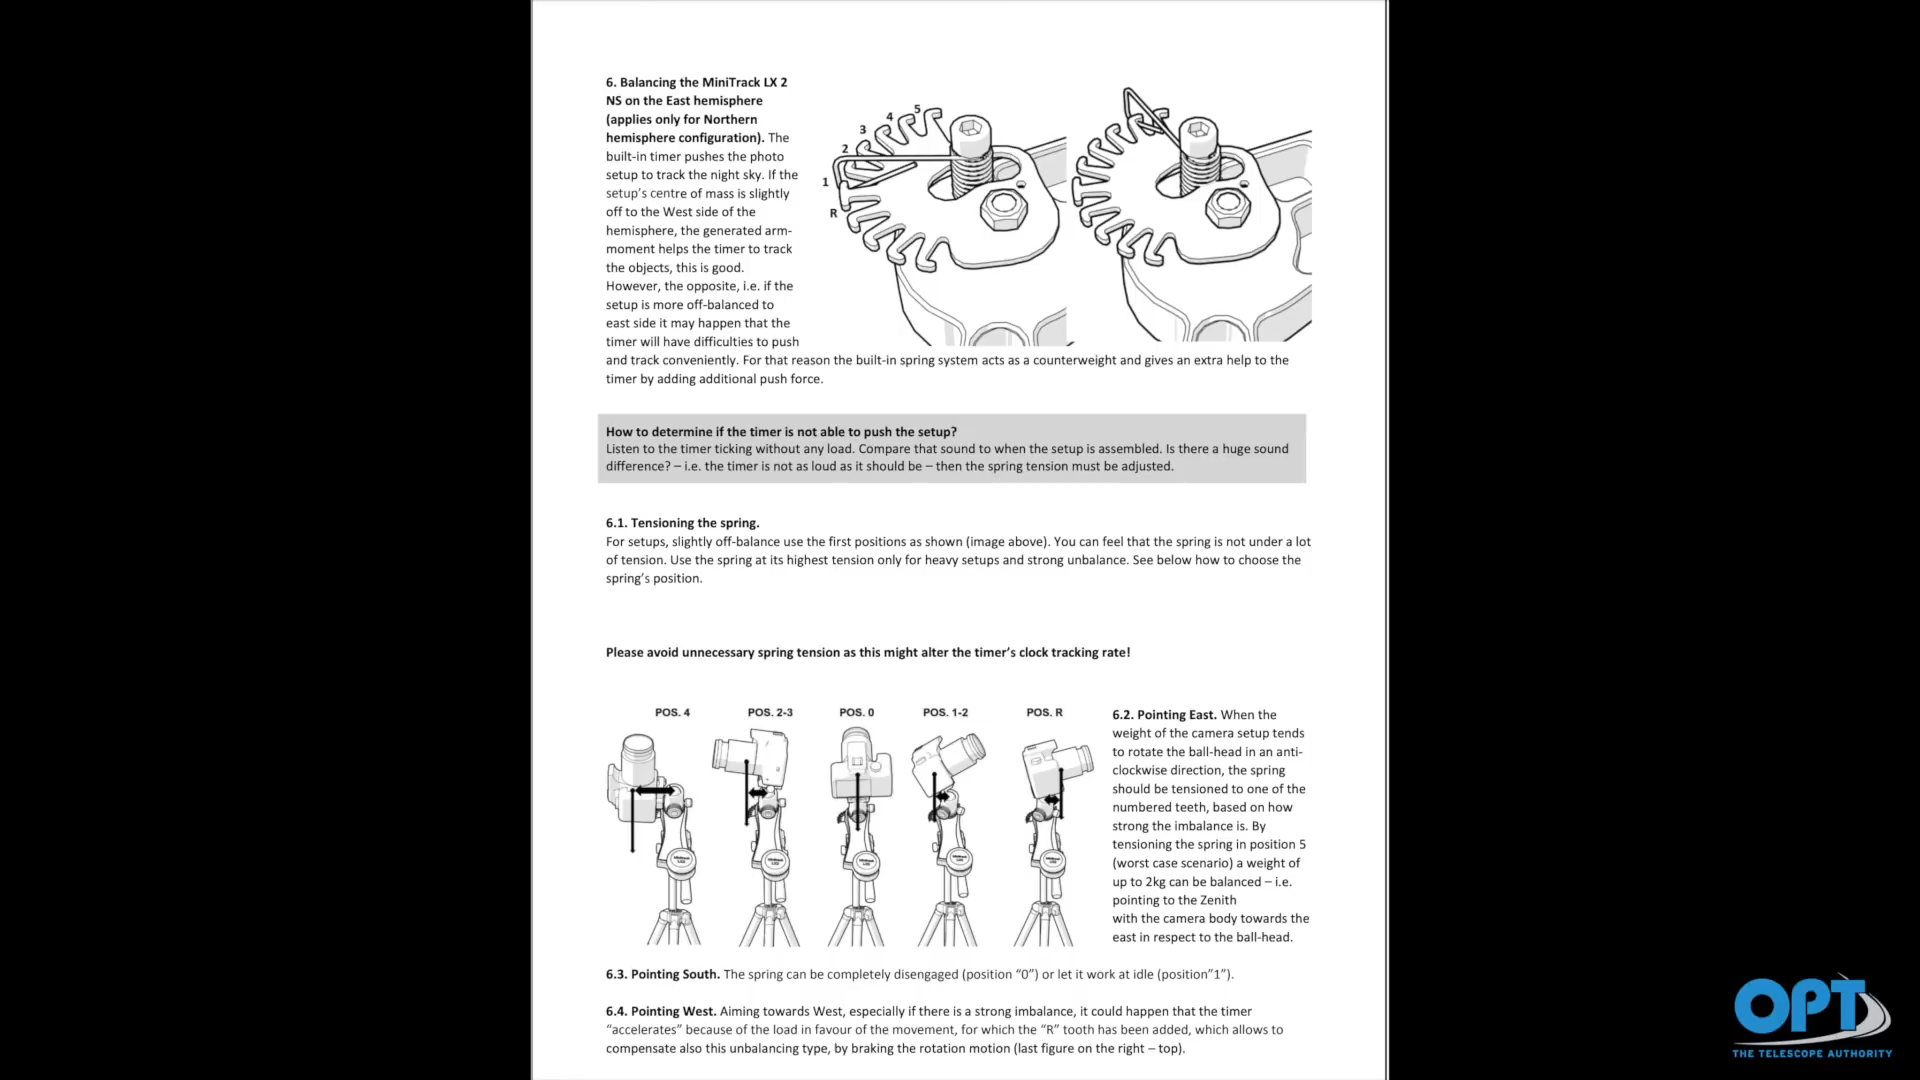 6. Balancing the MiniTrack LX 2
NS on the East hemisphere
(applies only for Northern
hemisphere configuration). The
built-in timer pushes the photo
setup to track the night sky. If the
setup's centre of mass is slightly
off to the West side of the
hemisphere, the generated arm-
moment helps the timer to track
the objects, this is good.
However, the opposite, i.e. if the
setup is more off-balanced to
east side it may happen that the
timer will have difficulties to push
and track conveniently. For that reason the built-in spring system acts as a counterweight and gives an extra help to the
timer by adding additional push force.
5
4
3
2
1
R
How to determine if the timer is not able to push the setup?
Listen to the timer ticking without any load. Compare that sound to when the setup is assembled. Is there a huge sound
difference? – i.e. the timer is not as loud as it should be – then the spring tension must be adjusted.
6.1. Tensioning the spring.
For setups, slightly off-balance use the first positions as shown (image above). You can feel that the spring is not under a lot
of tension. Use the spring at its highest tension only for heavy setups and strong unbalance. See below how to choose the
spring's position.
Please avoid unnecessary spring tension as this might alter the timer's clock tracking rate!
POS. 4 POS. 2-3 POS. 0 POS. 1-2 POS. R
6.2. Pointing East. When the
weight of the camera setup tends
to rotate the ball-head in an anti-
clockwise direction, the spring
should be tensioned to one of the
numbered teeth, based on how
strong the imbalance is. By
tensioning the spring in position 5
(worst case scenario) a weight of
up to 2kg can be balanced – i.e.
pointing to the Zenith
with the camera body towards the
east in respect to the ball-head.
6.3. Pointing South. The spring can be completely disengaged (position "0") or let it work at idle (position"1").
6.4. Pointing West. Aiming towards West, especially if there is a strong imbalance, it could happen that the timer
"accelerates" because of the load in favour of the movement, for which the "R" tooth has been added, which allows to
compensate also this unbalancing type, by braking the rotation motion (last figure on the right – top).
OPT
THE TELESCOPE AUTHORITY